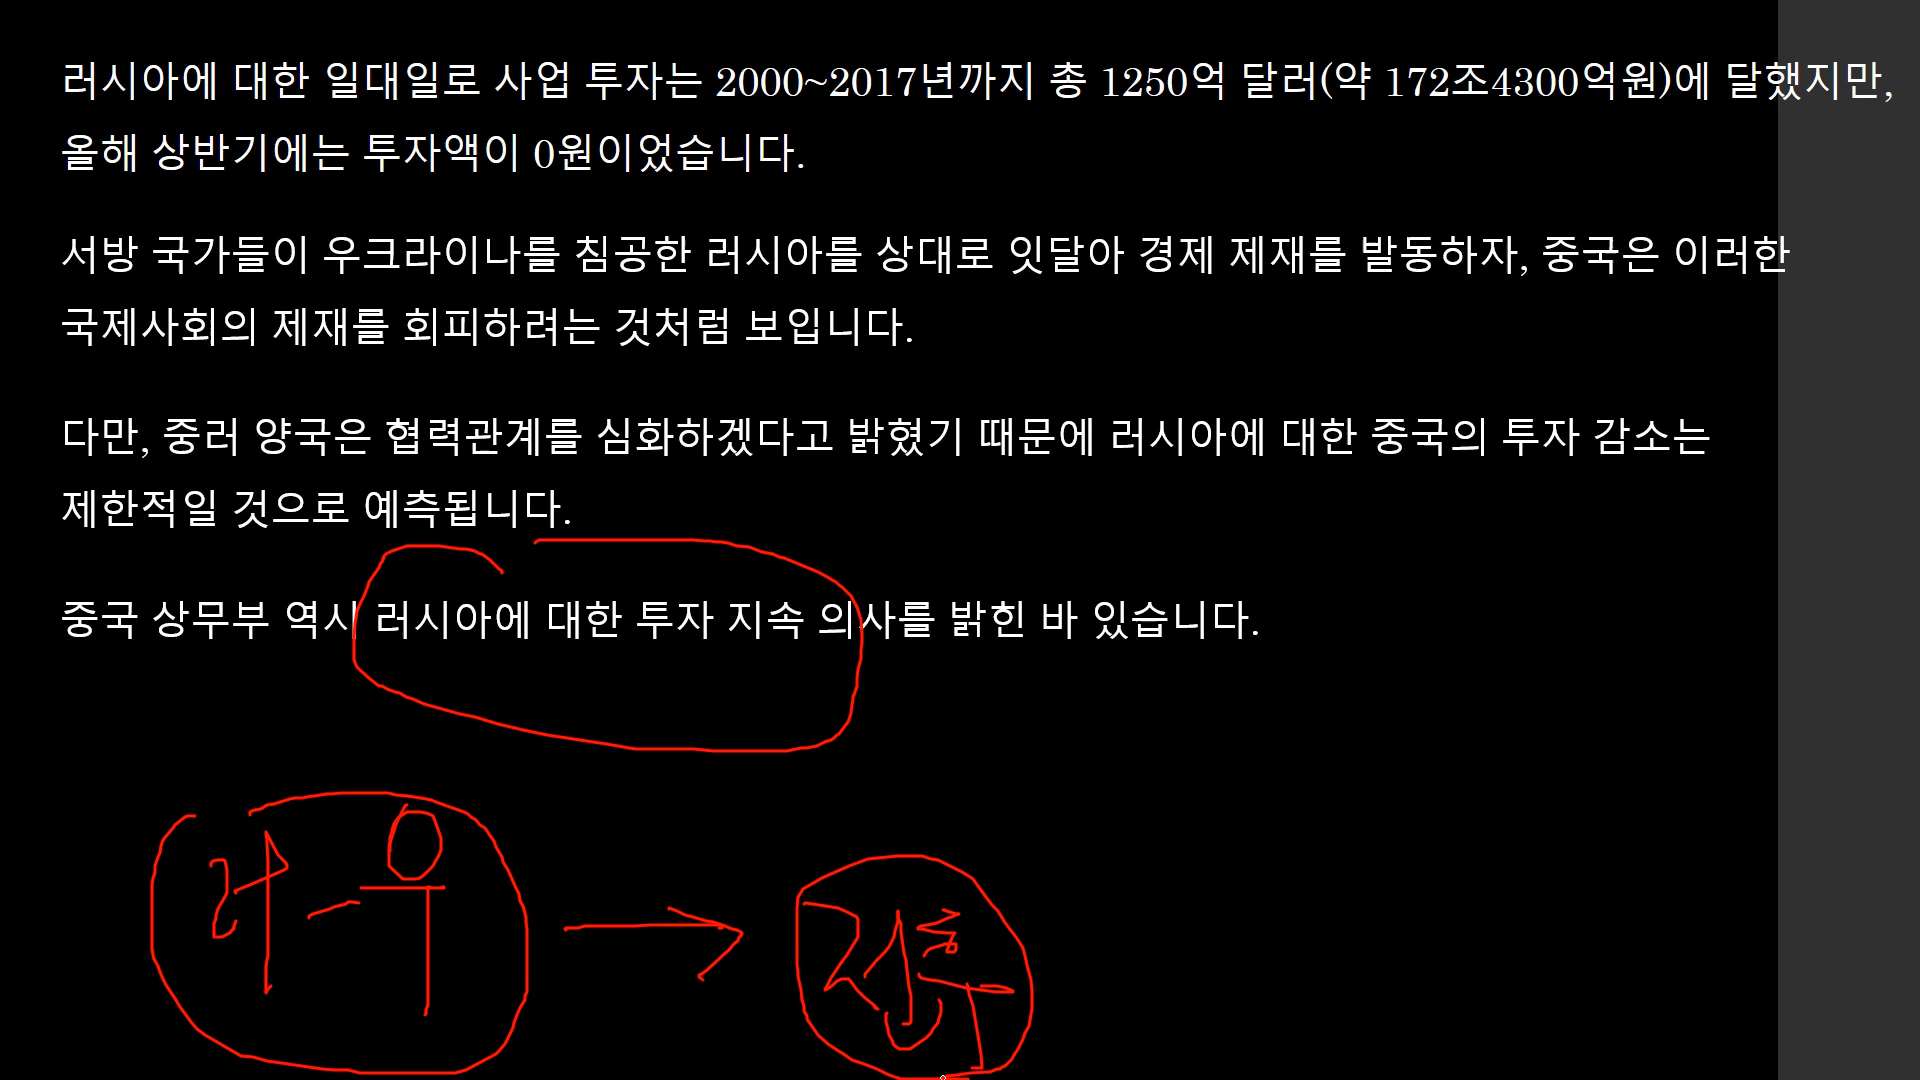 러시아에 대한 일대일로 사업 투자는 2000~2017년까지 총 1250억 달러(약 172조4300억원)에 달했지만,
올해 상반기에는 투자액이 0원이었습니다.
서방 국가들이 우크라이나를 침공한 러시아를 상대로 잇달아 경제 제재를 발동하자, 중국은 이러한
국제사회의 제재를 회피하려는 것처럼 보입니다.
다만, 중러 양국은 협력관계를 심화하겠다고 밝혔기 때문에 러시아에 대한 중국의 투자 감소는
제한적일 것으로 예측됩니다.
중국 상무부 역시 러시아에 대한 투자 지속 의사를 밝힌 바 있습니다.
러-우